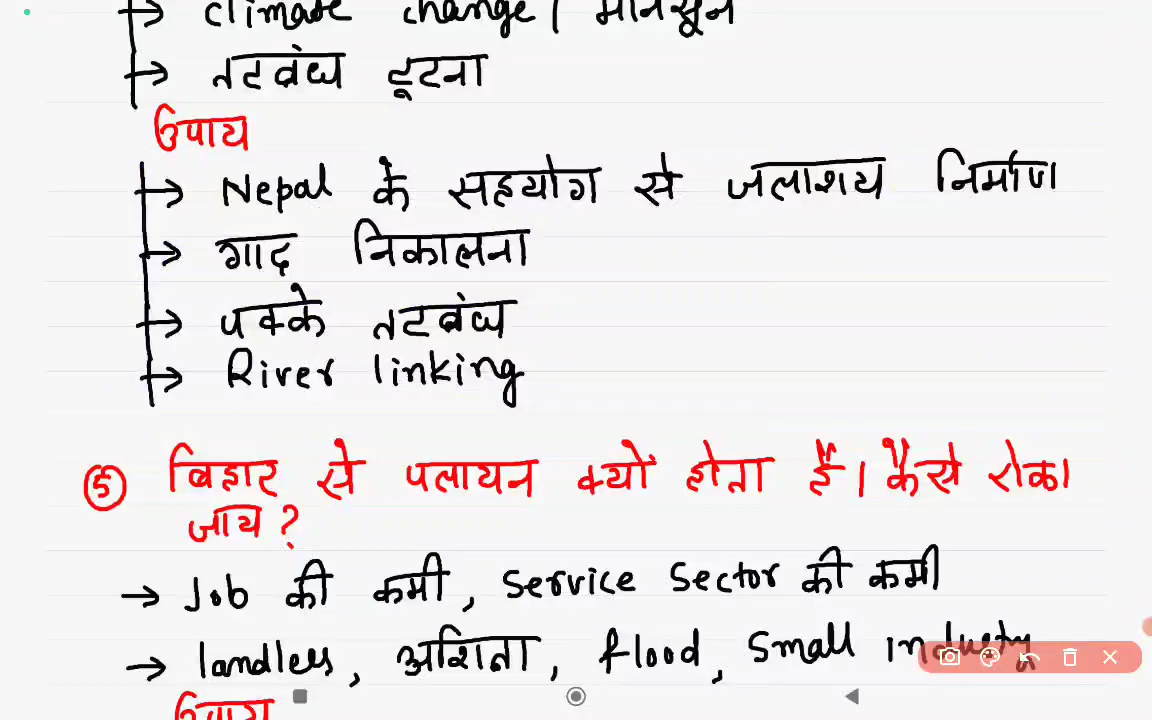 → climate change / मानसून
→ तटबंध टूटना
उपाय
→ Nepal के सहयोग से जलाशय निर्माण
→ गाद निकालना
→ पक्के तटबंध
→ River linking
⑤ बिहार से पलायन क्यों होता है। कैसे रोका
जाय?
→ Job की कमी, Service Sector की कमी
→ landless, अशिक्षा, flood, Small industry
उपाय